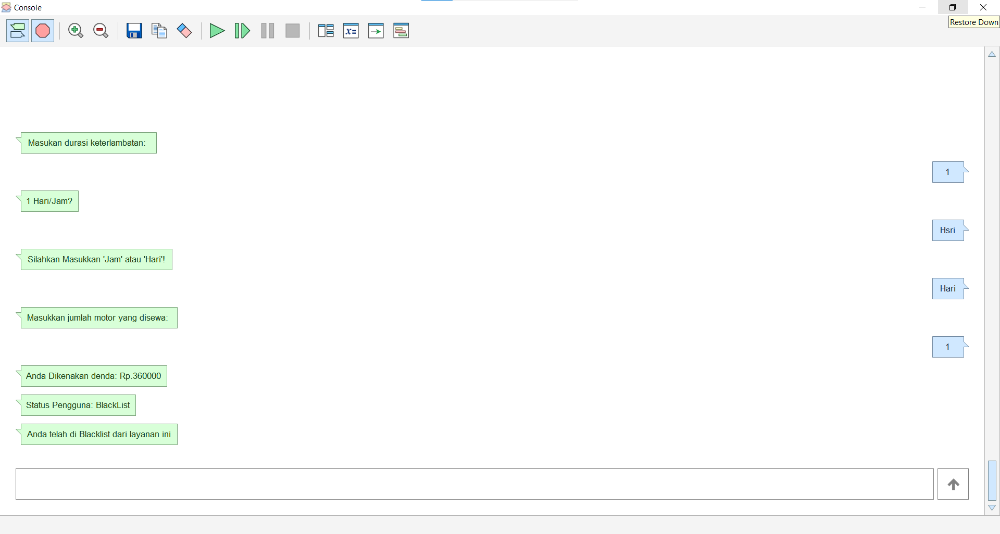 Console
Restore Down
x=
Masukan durasi keterlambatan:
1
1 Hari/Jam?
Hsri
Silahkan Masukkan 'Jam' atau 'Hari'!
Hari
Masukkan jumlah motor yang disewa:
1
Anda Dikenakan denda: Rp.360000
Status Pengguna: BlackList
Anda telah di Blacklist dari layanan ini